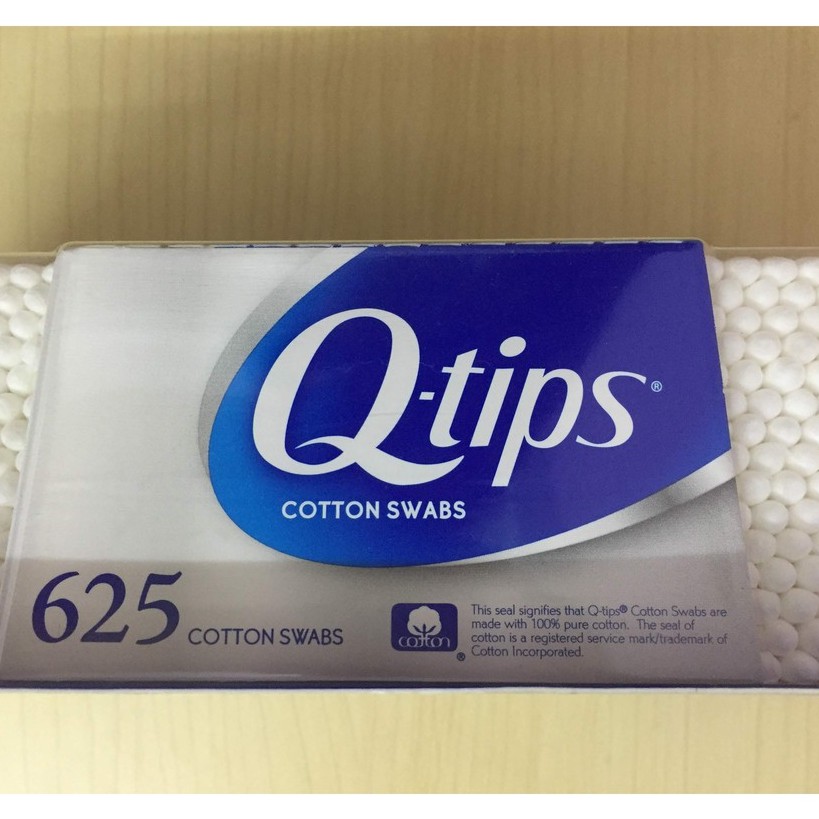 Q-tips®
COTTON SWABS
625 COTTON SWABS
cotton ®
This seal signifies that Q-tips® Cotton Swabs are
made with 100% pure cotton. The seal of
cotton is a registered service mark/trademark of
Cotton Incorporated.